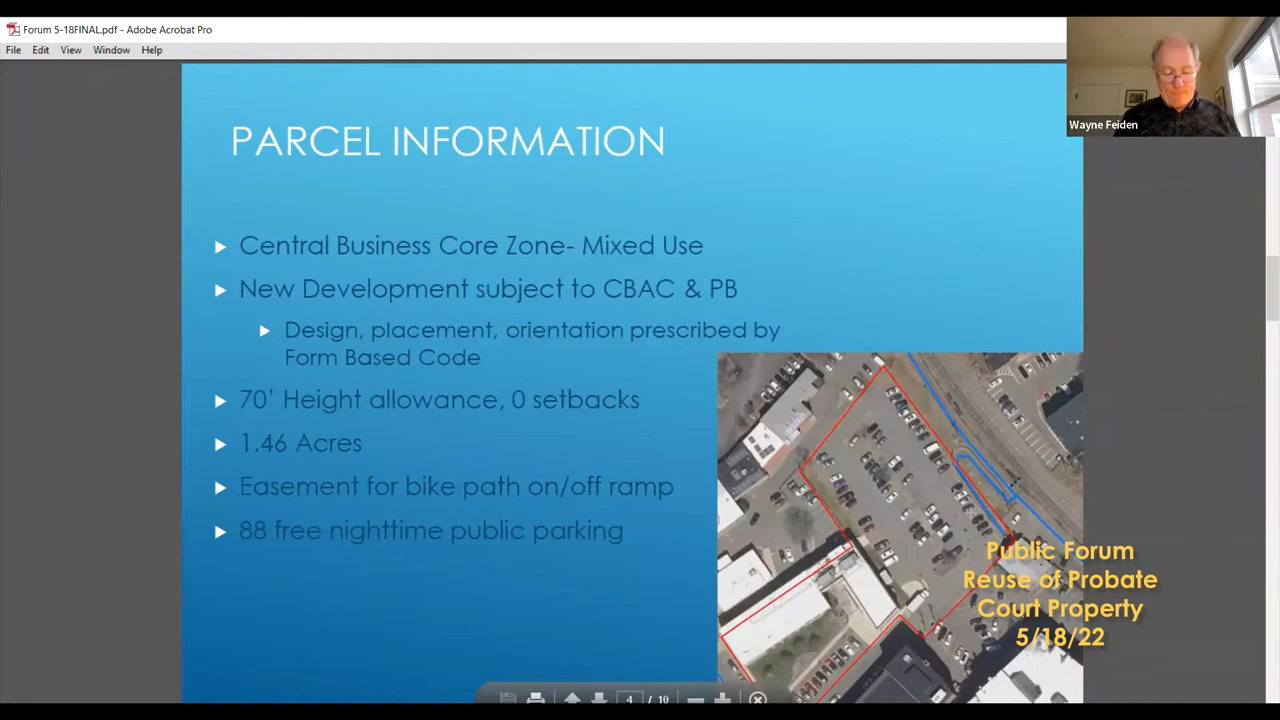 Forum 5-18FINAL.pdf - Adobe Acrobat Pro
File Edit View Window Help
Wayne Feiden
PARCEL INFORMATION
Central Business Core Zone- Mixed Use
New Development subject to CBAC & PB
Design, placement, orientation prescribed by
Form Based Code
70' Height allowance, 0 setbacks
1.46 Acres
Easement for bike path on/off ramp
88 free nighttime public parking
Public Forum
Reuse of Probate
Court Property
5/18/22
4 / 10